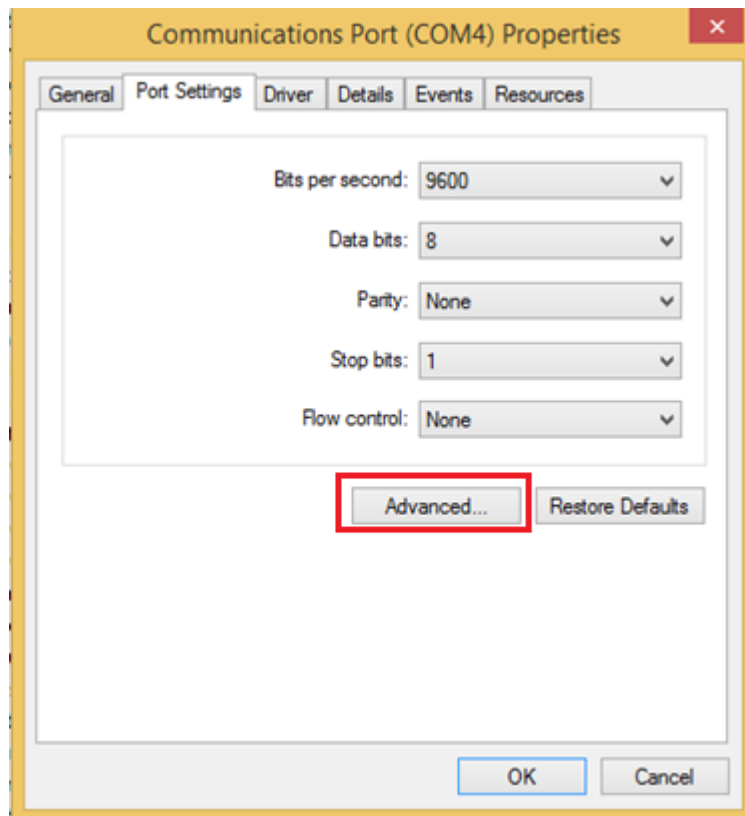 Communications Port (COM4) Properties
General Port Settings Driver Details Events Resources
Bits per second: 9600
Data bits: 8
Parity: None
Stop bits: 1
Flow control: None
Advanced... Restore Defaults
OK Cancel